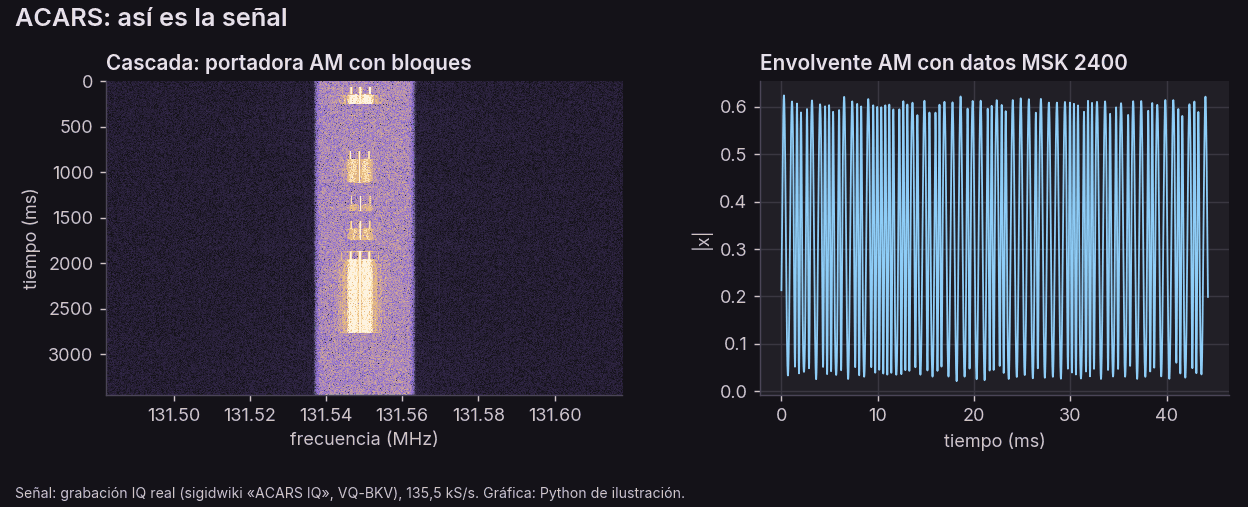 ACARS: así es la señal
Cascada: portadora AM con bloques
0
500
1000
1500
2000
2500
3000
tiempo (ms)
131.50 131.52 131.54 131.56 131.58 131.60
frecuencia (MHz)
Envolvente AM con datos MSK 2400
0.6
0.5
0.4
0.3
0.2
0.1
0.0
|x|
0 10 20 30 40
tiempo (ms)
Señal: grabación IQ real (sigidwiki «ACARS IQ», VQ-BKV), 135,5 kS/s. Gráfica: Python de ilustración.